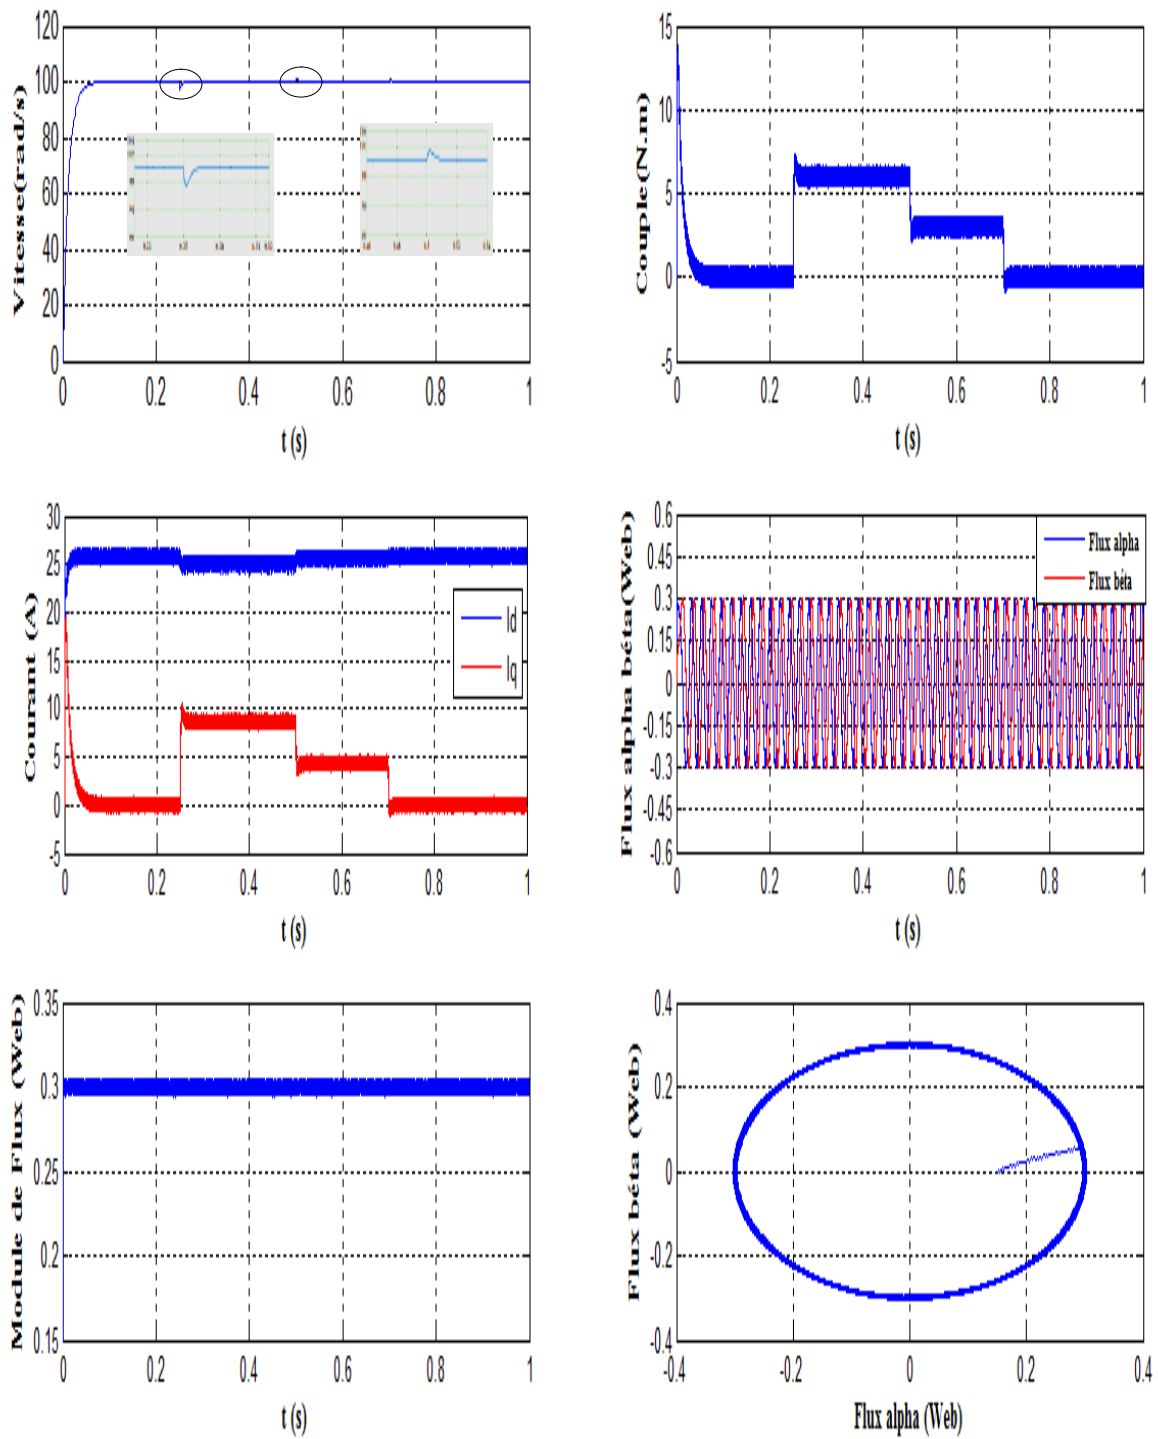 Vitesse(rad/s)
120
100
80
60
40
20
0
0 0.2 0.4 0.6 0.8 1
t (s)
Couple(N.m)
15
10
5
0
-5
0 0.2 0.4 0.6 0.8 1
t (s)
Courant (A)
30
25
20
15
10
5
0
-5
Id
Iq
0 0.2 0.4 0.6 0.8 1
t (s)
Flux alpha béta(Web)
0.6
0.45
0.3
0.15
0
-0.15
-0.3
-0.45
-0.6
Flux alpha
Flux béta
0 0.2 0.4 0.6 0.8 1
t (s)
Module de Flux (Web)
0.35
0.3
0.25
0.2
0.15
0 0.2 0.4 0.6 0.8 1
t (s)
Flux béta (Web)
0.4
0.2
0
-0.2
-0.4
-0.4 -0.2 0 0.2 0.4
Flux alpha (Web)